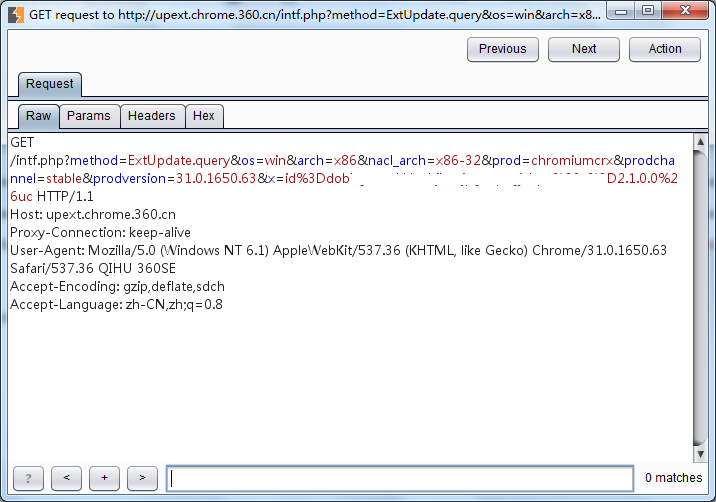 GET request to http://upext.chrome.360.cn/intf.php?method=ExtUpdate.query&os=win&arch=x8...
Previous Next Action
Request
Raw Params Headers Hex
GET
/intf.php?method=ExtUpdate.query&os=win&arch=x86&nacl_arch=x86-32&prod=chromiumcrx&prodcha
nnel=stable&prodversion=31.0.1650.63&x=id%3Ddob D2.1.0.0%2
6uc HTTP/1.1
Host: upext.chrome.360.cn
Proxy-Connection: keep-alive
User-Agent: Mozilla/5.0 (Windows NT 6.1) AppleWebKit/537.36 (KHTML, like Gecko) Chrome/31.0.1650.63
Safari/537.36 QIHU 360SE
Accept-Encoding: gzip,deflate,sdch
Accept-Language: zh-CN,zh;q=0.8
? < + > 0 matches